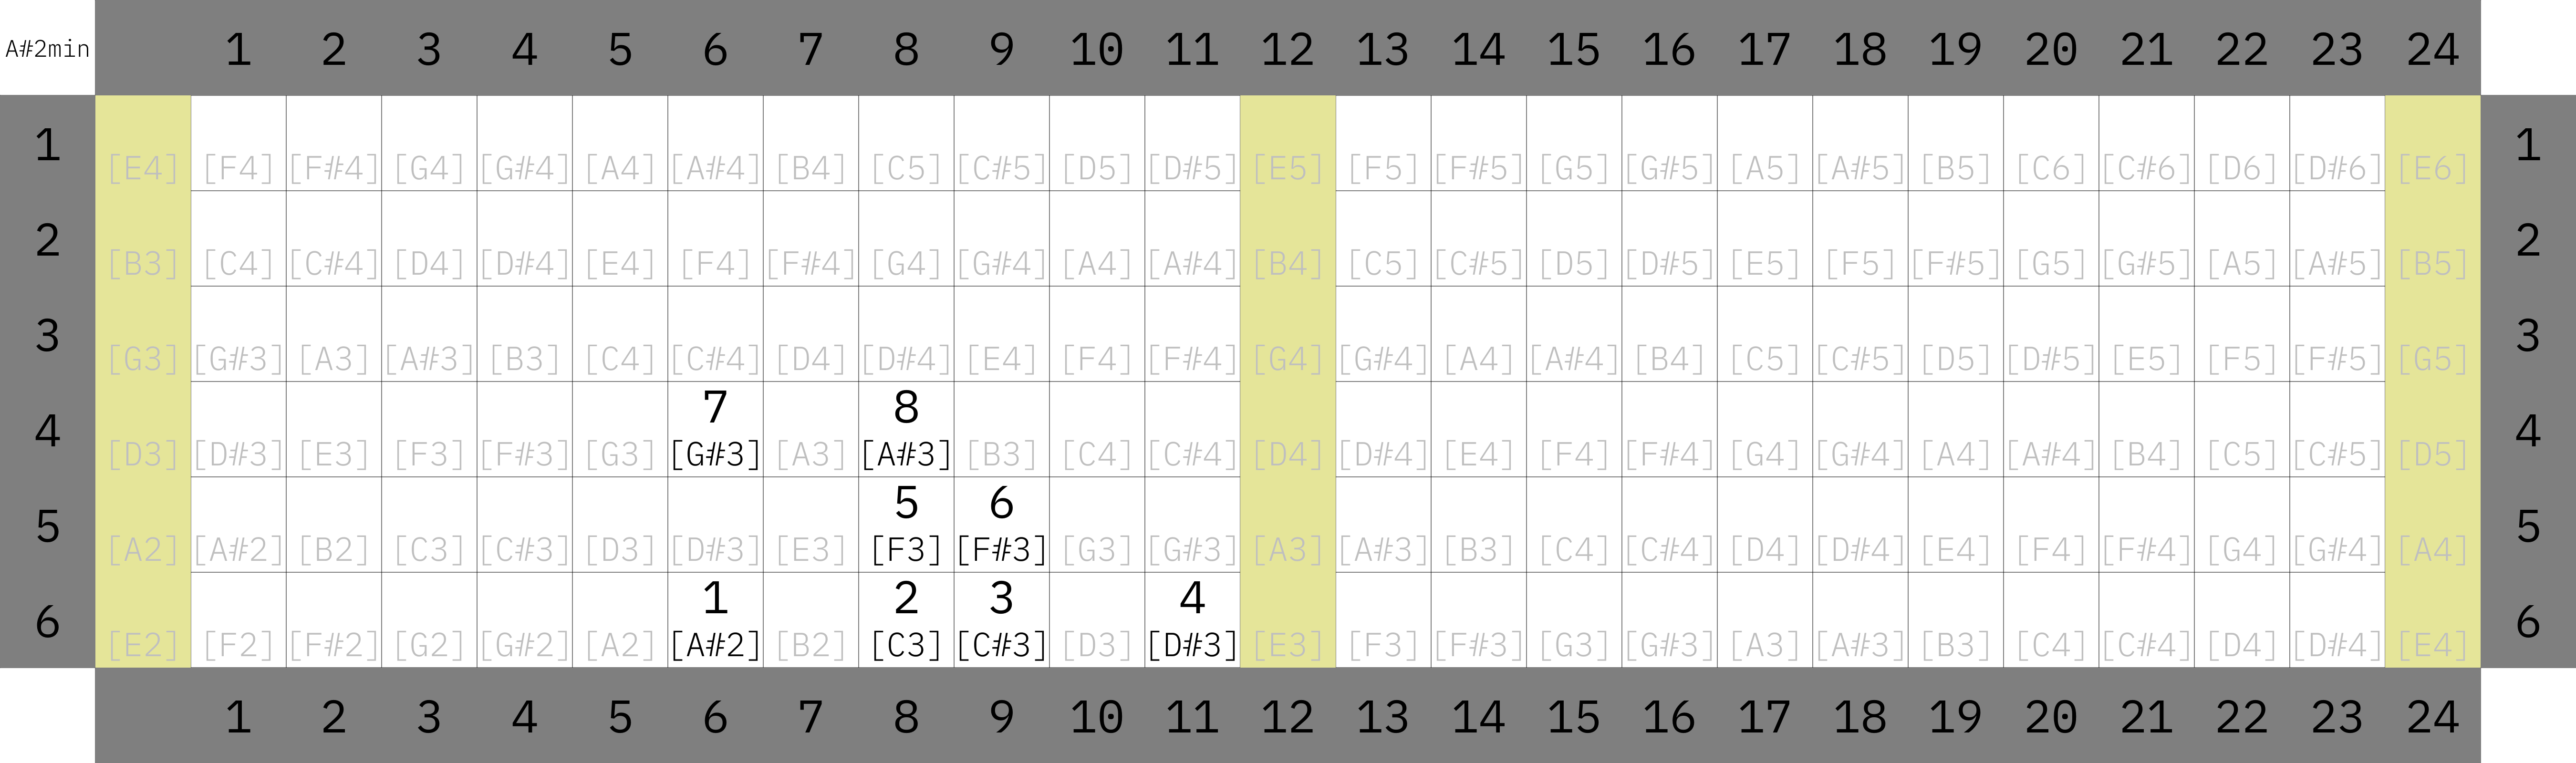 A#2min 1 2 3 4 5 6 7 8 9 10 11 12 13 14 15 16 17 18 19 20 21 22 23 24
1 [E4] [F4] [F#4] [G4] [G#4] [A4] [A#4] [B4] [C5] [C#5] [D5] [D#5] [E5] [F5] [F#5] [G5] [G#5] [A5] [A#5] [B5] [C6] [C#6] [D6] [D#6] [E6] 1
2 [B3] [C4] [C#4] [D4] [D#4] [E4] [F4] [F#4] [G4] [G#4] [A4] [A#4] [B4] [C5] [C#5] [D5] [D#5] [E5] [F5] [F#5] [G5] [G#5] [A5] [A#5] [B5] 2
3 [G3] [G#3] [A3] [A#3] [B3] [C4] [C#4] [D4] [D#4] [E4] [F4] [F#4] [G4] [G#4] [A4] [A#4] [B4] [C5] [C#5] [D5] [D#5] [E5] [F5] [F#5] [G5] 3
7 8
4 [D3] [D#3] [E3] [F3] [F#3] [G3] [G#3] [A3] [A#3] [B3] [C4] [C#4] [D4] [D#4] [E4] [F4] [F#4] [G4] [G#4] [A4] [A#4] [B4] [C5] [C#5] [D5] 4
5 6
5 [A2] [A#2] [B2] [C3] [C#3] [D3] [D#3] [E3] [F3] [F#3] [G3] [G#3] [A3] [A#3] [B3] [C4] [C#4] [D4] [D#4] [E4] [F4] [F#4] [G4] [G#4] [A4] 5
1 2 3 4
6 [E2] [F2] [F#2] [G2] [G#2] [A2] [A#2] [B2] [C3] [C#3] [D3] [D#3] [E3] [F3] [F#3] [G3] [G#3] [A3] [A#3] [B3] [C4] [C#4] [D4] [D#4] [E4] 6
1 2 3 4 5 6 7 8 9 10 11 12 13 14 15 16 17 18 19 20 21 22 23 24